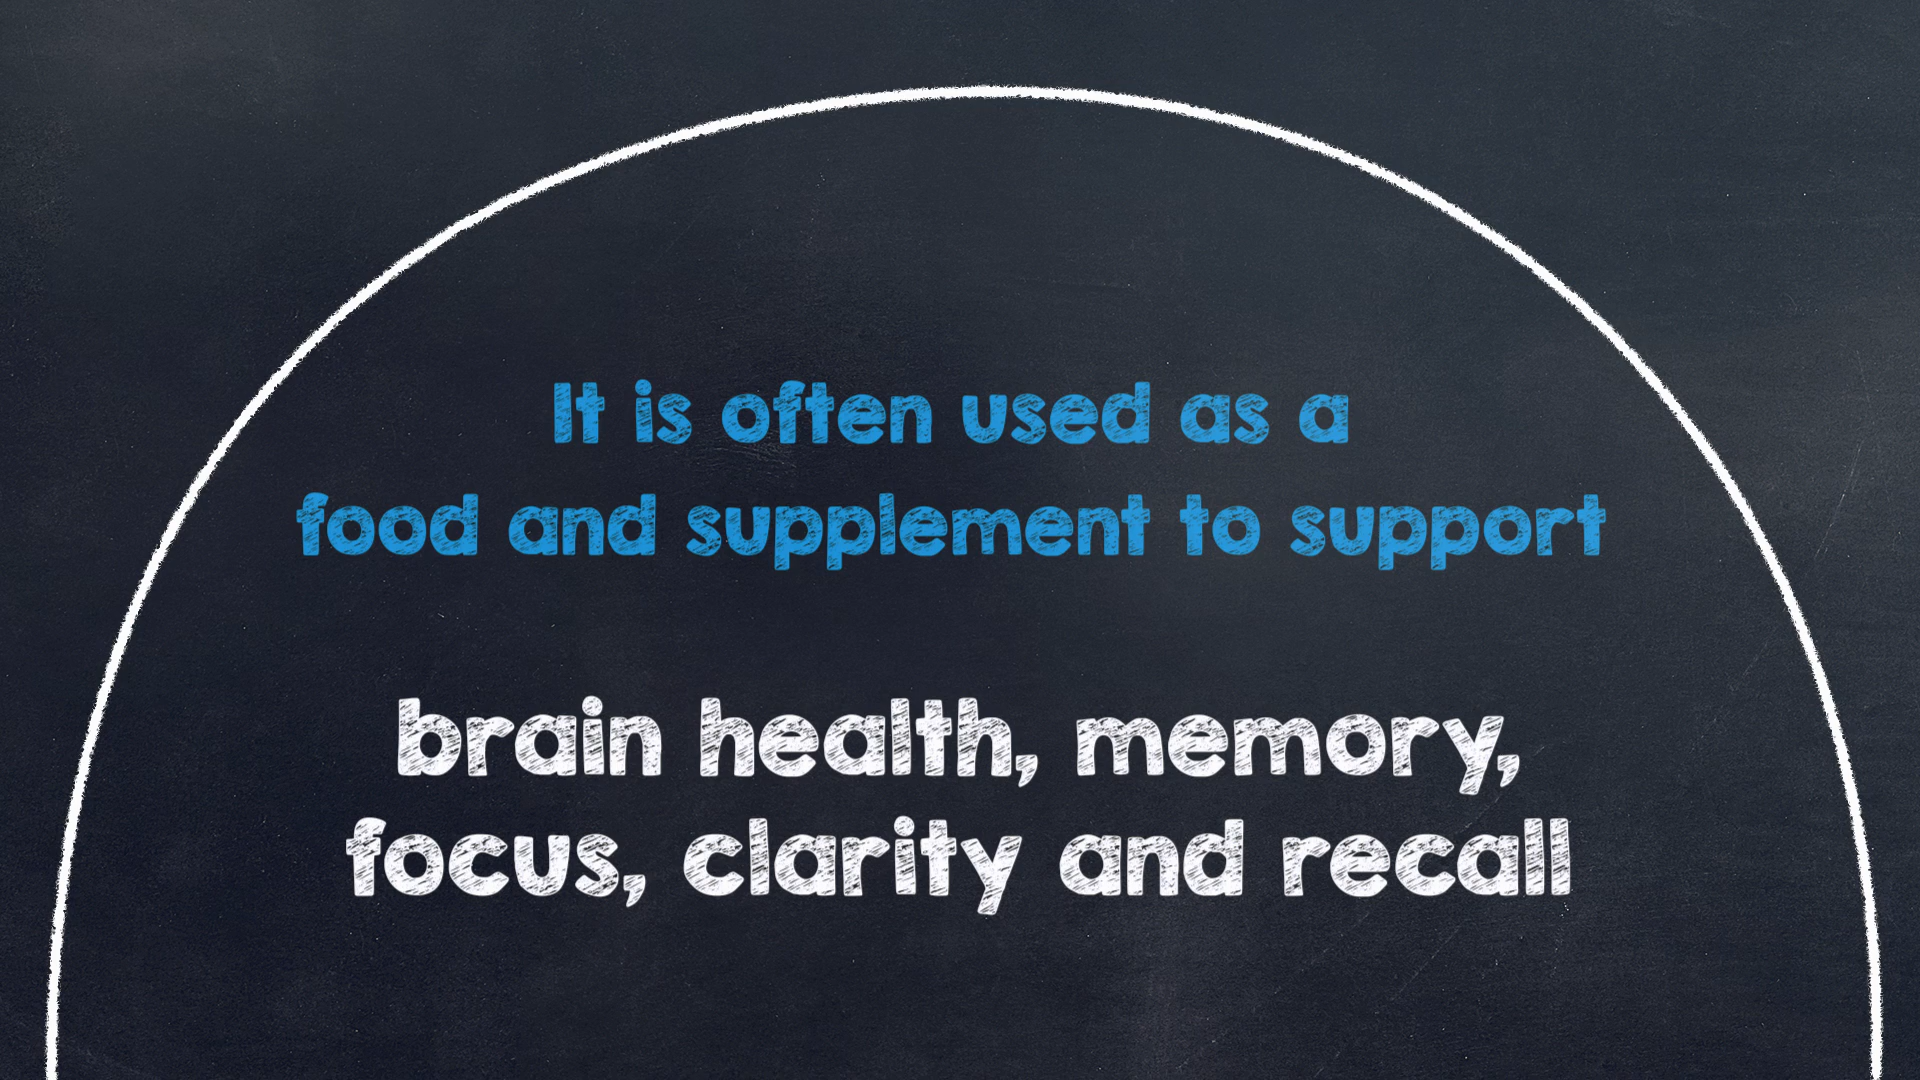 It is often used as a
food and supplement to support
brain health, memory,
focus, clarity and recall